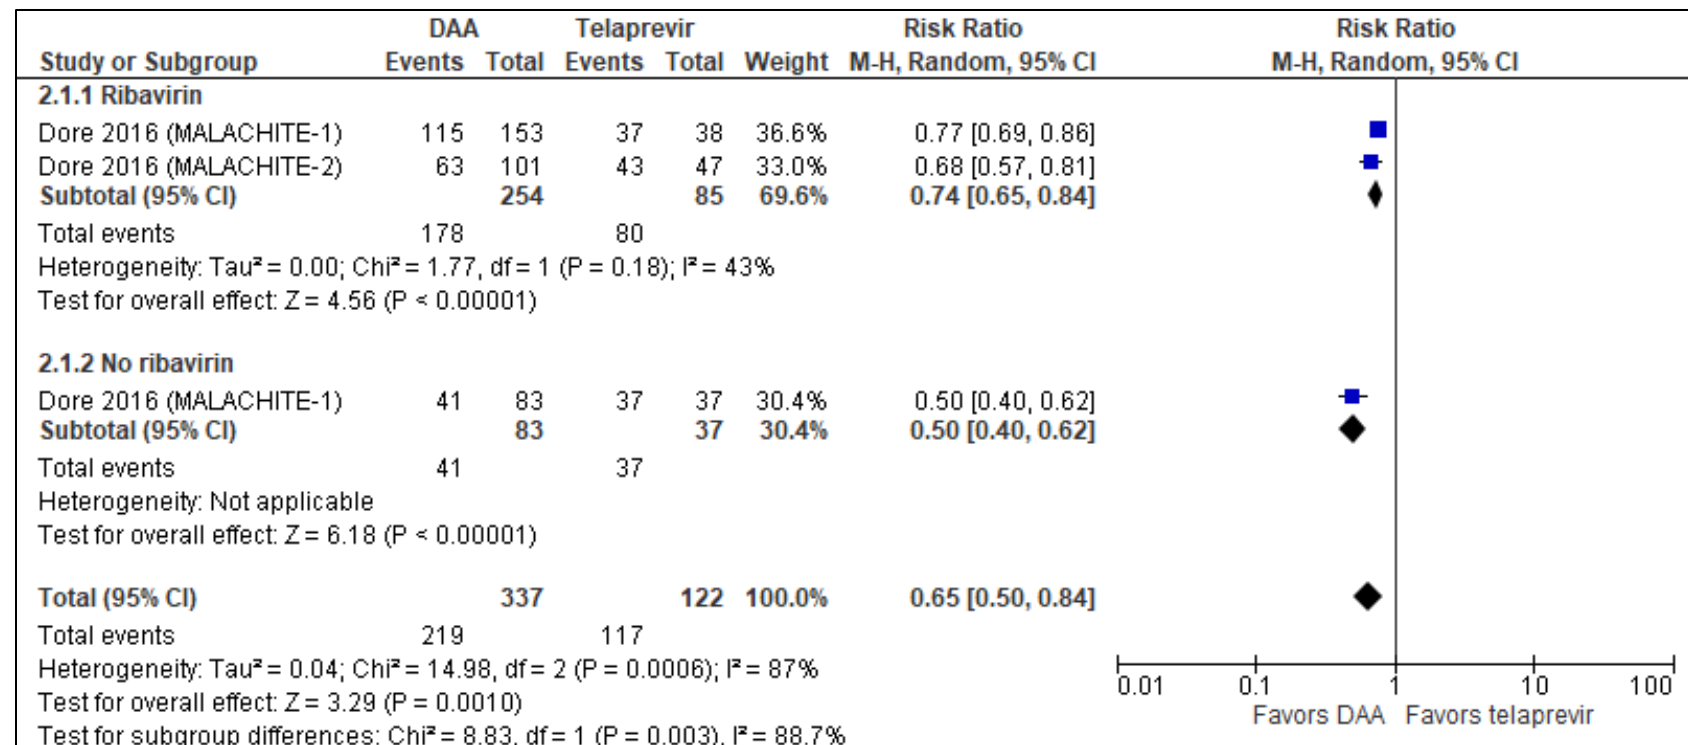 DAA Telaprevir Risk Ratio Risk Ratio
Study or Subgroup Events Total Events Total Weight M-H, Random, 95% CI M-H, Random, 95% CI
2.1.1 Ribavirin
Dore 2016 (MALACHITE-1) 115 153 37 38 36.6% 0.77 [0.69, 0.86]
Dore 2016 (MALACHITE-2) 63 101 43 47 33.0% 0.68 [0.57, 0.81]
Subtotal (95% CI) 254 85 69.6% 0.74 [0.65, 0.84]
Total events 178 80
Heterogeneity: Tau² = 0.00; Chi² = 1.77, df = 1 (P = 0.18); I² = 43%
Test for overall effect: Z = 4.56 (P < 0.00001)
2.1.2 No ribavirin
Dore 2016 (MALACHITE-1) 41 83 37 37 30.4% 0.50 [0.40, 0.62]
Subtotal (95% CI) 83 37 30.4% 0.50 [0.40, 0.62]
Total events 41 37
Heterogeneity: Not applicable
Test for overall effect: Z = 6.18 (P < 0.00001)
Total (95% CI) 337 122 100.0% 0.65 [0.50, 0.84]
Total events 219 117
Heterogeneity: Tau² = 0.04; Chi² = 14.98, df = 2 (P = 0.0006); I² = 87%
Test for overall effect: Z = 3.29 (P = 0.0010)
Test for subgroup differences: Chi² = 8.83, df = 1 (P = 0.003), I² = 88.7%
0.01 0.1 1 10 100
Favors DAA Favors telaprevir